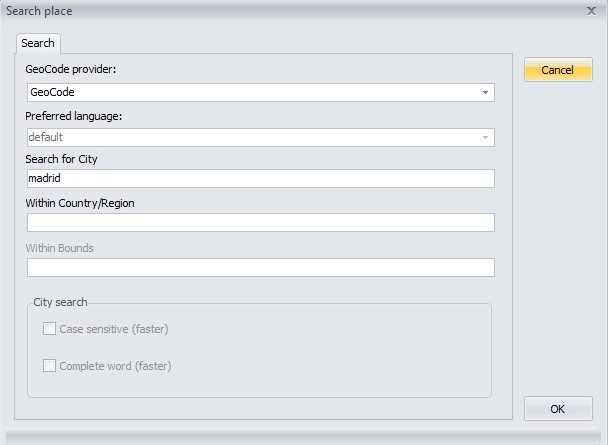 Search place
Search
GeoCode provider:
Cancel
GeoCode
Preferred language:
default
Search for City
madrid
Within Country/Region
Within Bounds
City search
Case sensitive (faster)
Complete word (faster)
OK